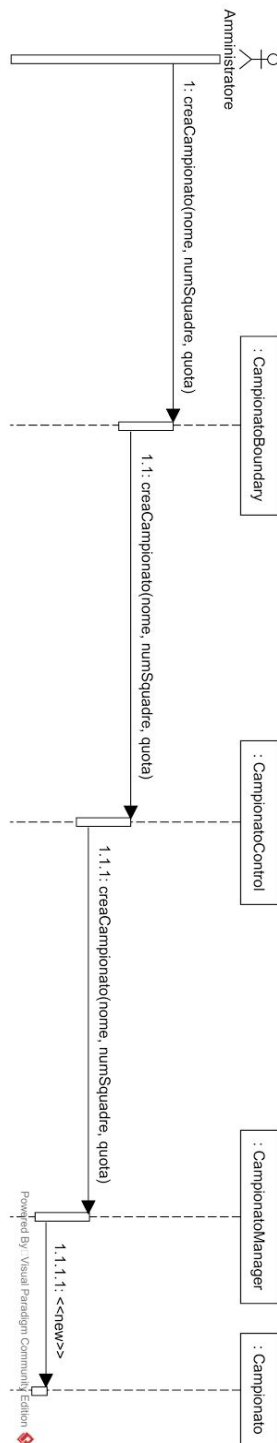 Amministratore
: CampionatoBoundary
: CampionatoControl
: CampionatoManager
: Campionato
1: creaCampionato(nome, numSquadre, quota)
1.1: creaCampionato(nome, numSquadre, quota)
1.1.1: creaCampionato(nome, numSquadre, quota)
1.1.1.1: <<new>>
Powered By Visual Paradigm Community Edition